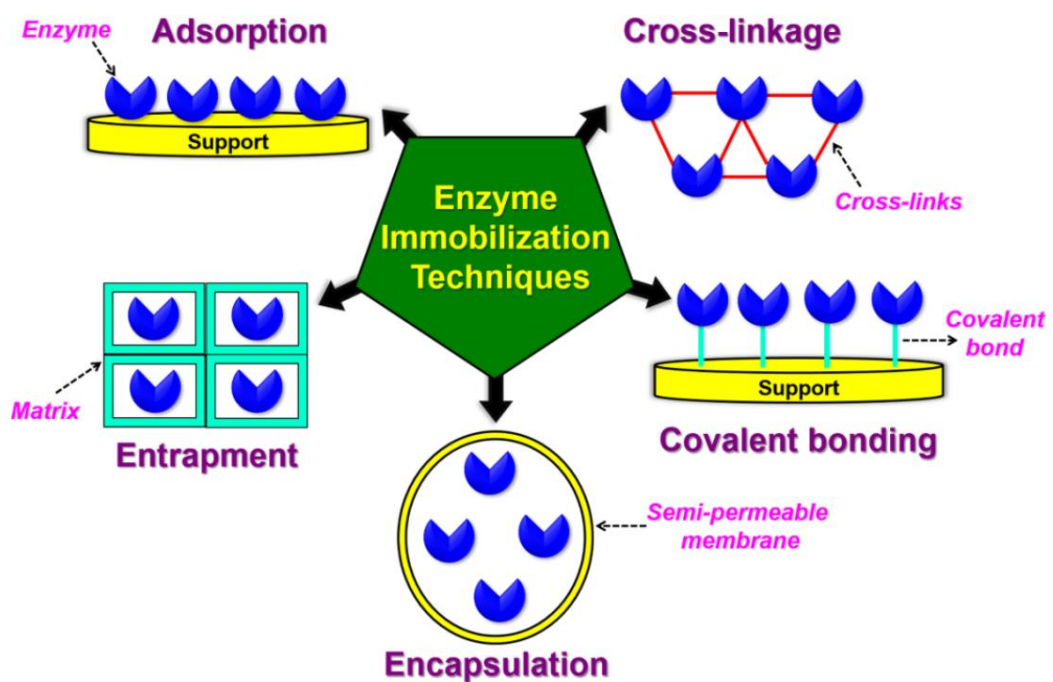 Enzyme
Adsorption
Support
Cross-linkage
Cross-links
Enzyme
Immobilization
Techniques
Matrix
Entrapment
Covalent
bond
Support
Covalent bonding
Semi-permeable
membrane
Encapsulation